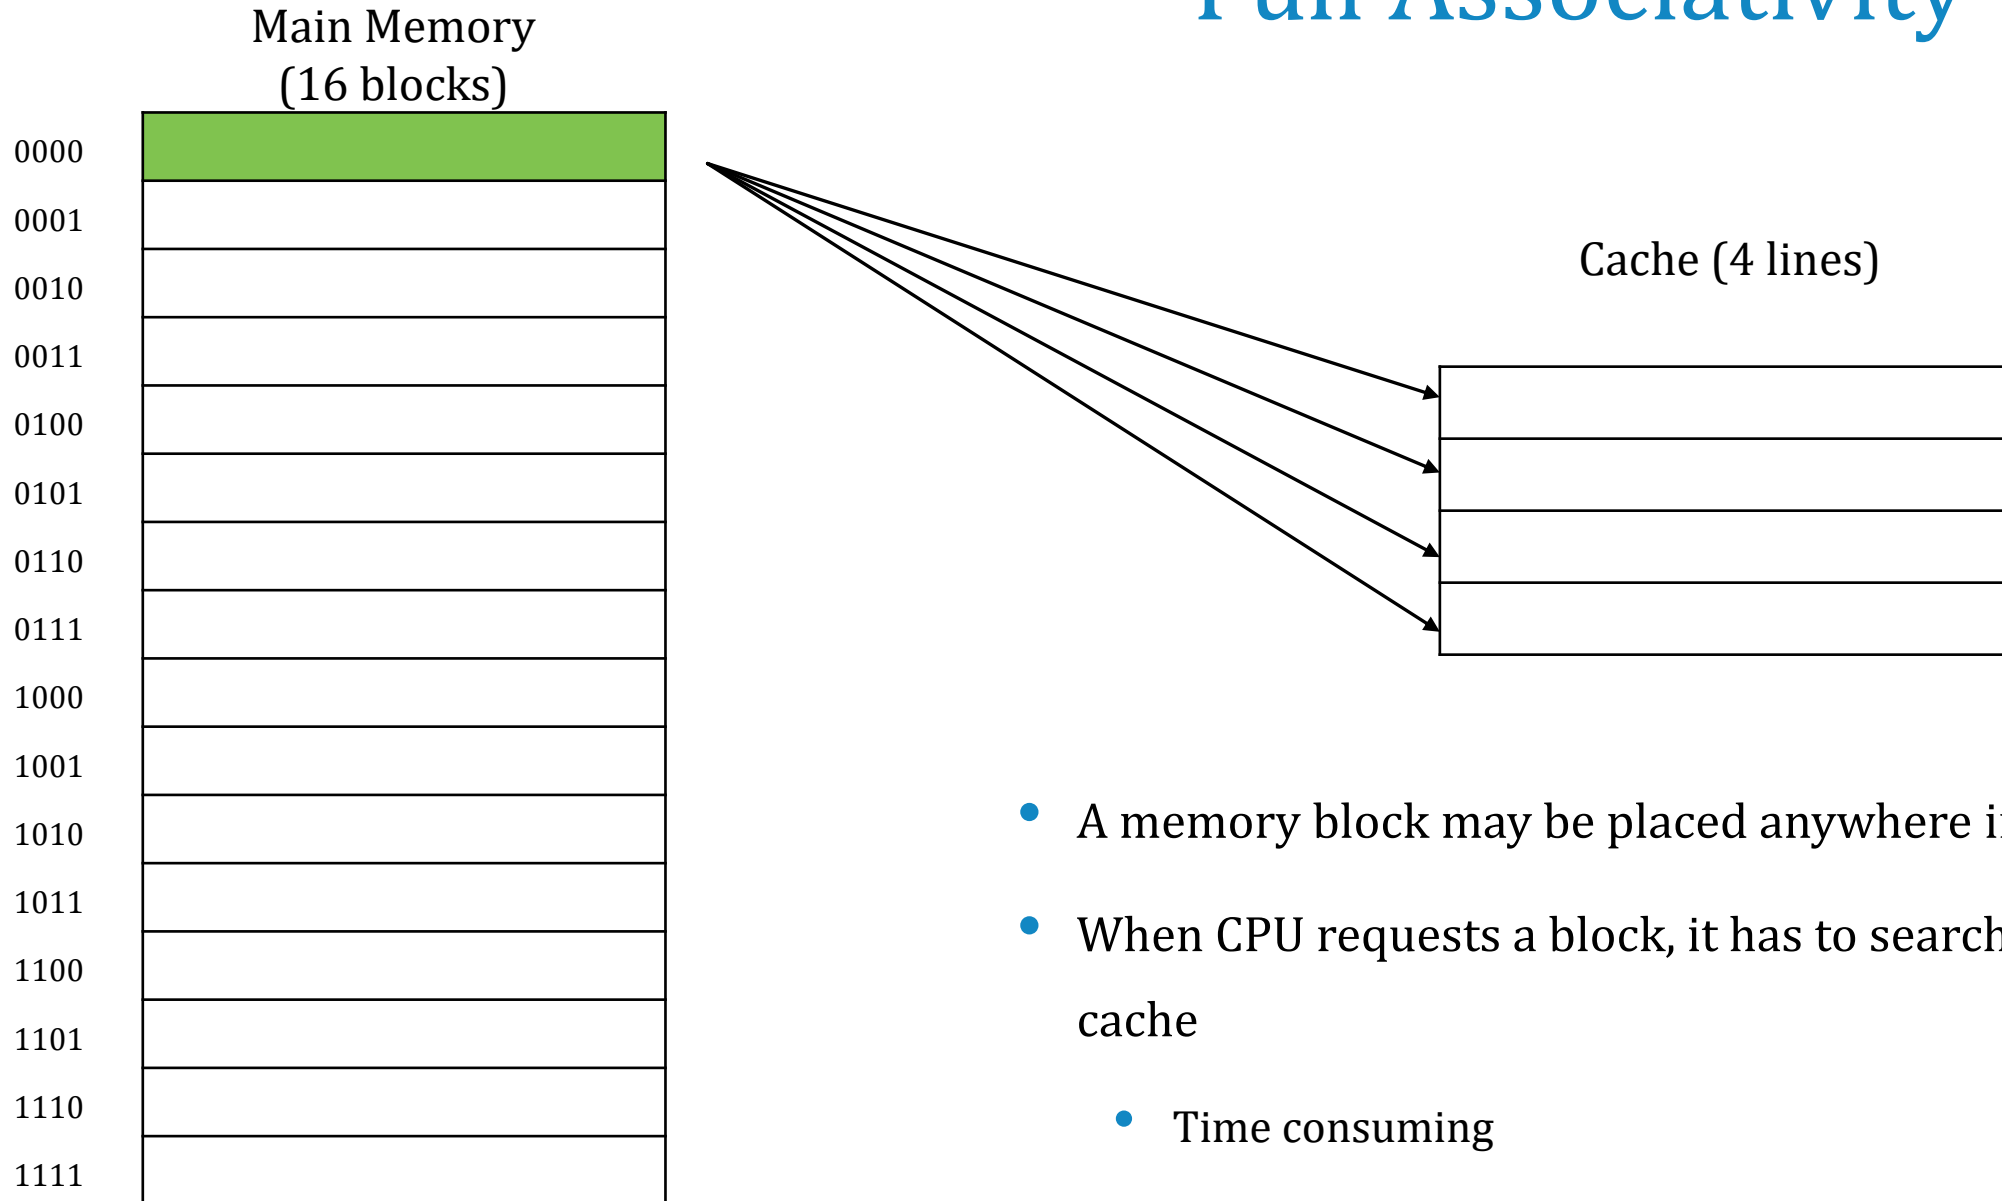 Full Associativity
Main Memory
(16 blocks)
0000
0001
0010
0011
0100
0101
0110
0111
1000
1001
1010
1011
1100
1101
1110
1111
Cache (4 lines)
• A memory block may be placed anywhere
• When CPU requests a block, it has to search
cache
• Time consuming